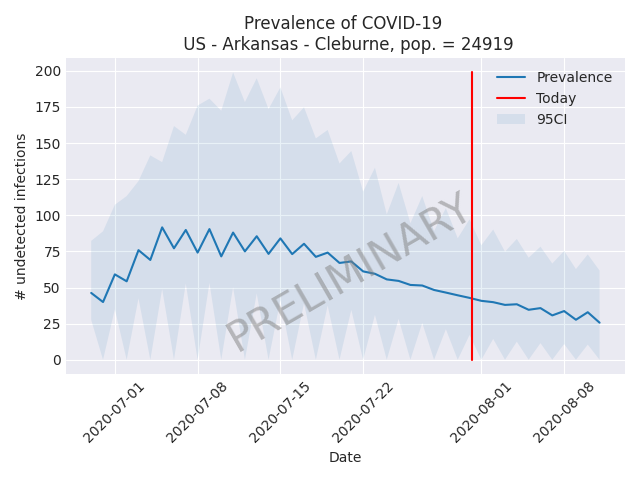 Prevalence of COVID-19
US - Arkansas - Cleburne, pop. = 24919
# undetected infections
200
175
150
125
100
75
50
25
0
Prevalence
Today
95CI
PRELIMINARY
2020-07-01
2020-07-08
2020-07-15
2020-07-22
2020-08-01
2020-08-08
Date